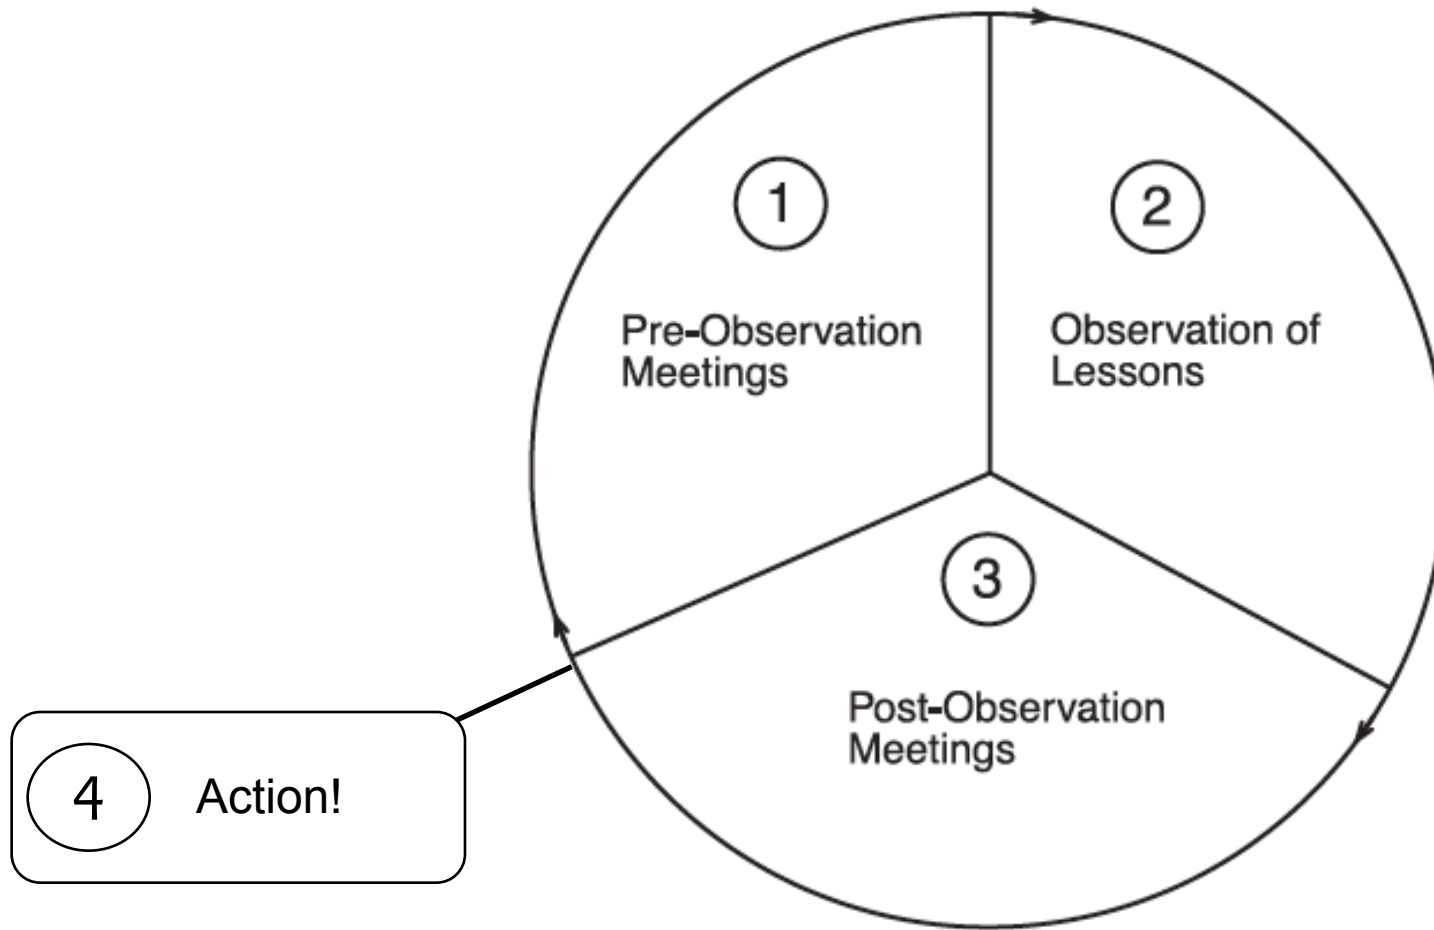 1
Pre-Observation
Meetings
2
Observation of
Lessons
3
Post-Observation
Meetings
4 Action!